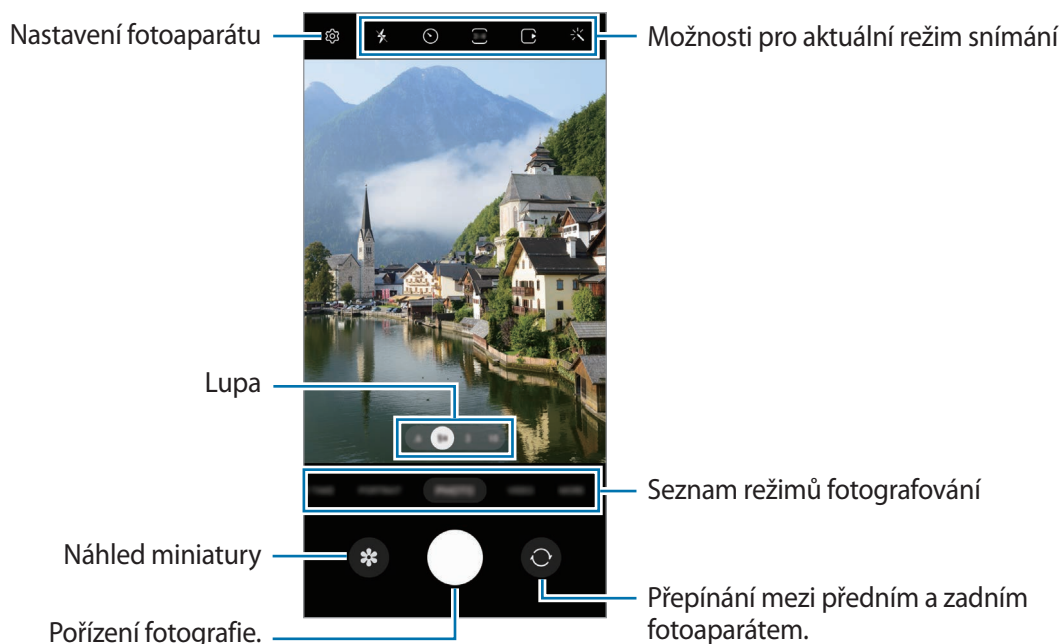 Nastavení fotoaparátu
Možnosti pro aktuální režim snímání
Lupa
Seznam režimů fotografování
Náhled miniatury
Přepínání mezi předním a zadním
fotoaparátem.
Pořízení fotografie.